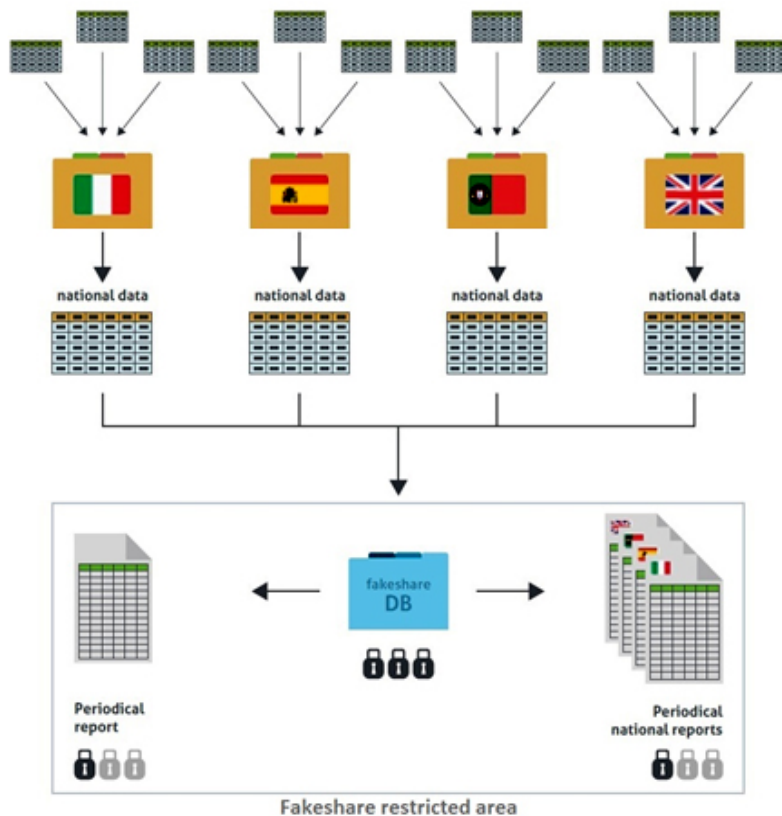 national data
national data
national data
national data
fakeshare
DB
Periodical
report
Periodical
national reports
Fakeshare restricted area